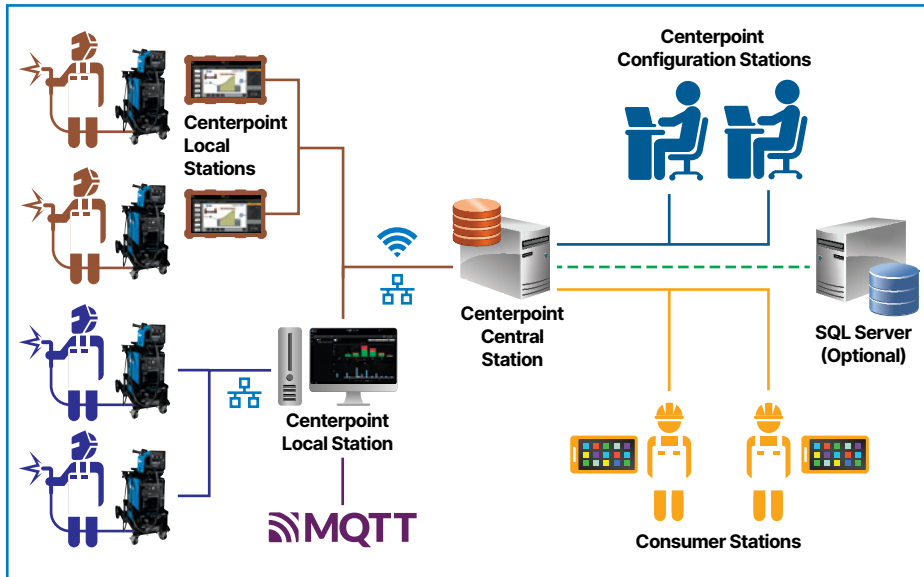 Centerpoint
Local
Stations
Centerpoint
Configuration Stations
Centerpoint
Central
Station
SQL Server
(Optional)
Centerpoint
Local Station
MQTT
Consumer Stations